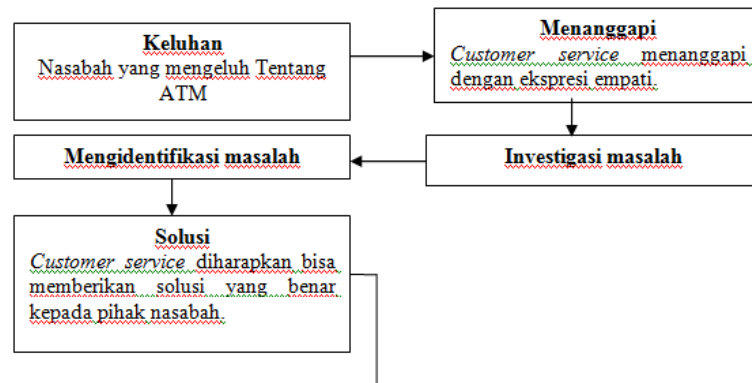 Keluhan
Nasabah yang mengeluh Tentang
ATM
Menanggapi
Customer service menanggapi
dengan ekspresi empati.
Investigasi masalah
Mengidentifikasi masalah
Solusi
Customer service diharapkan bisa
memberikan solusi yang benar
kepada pihak nasabah.